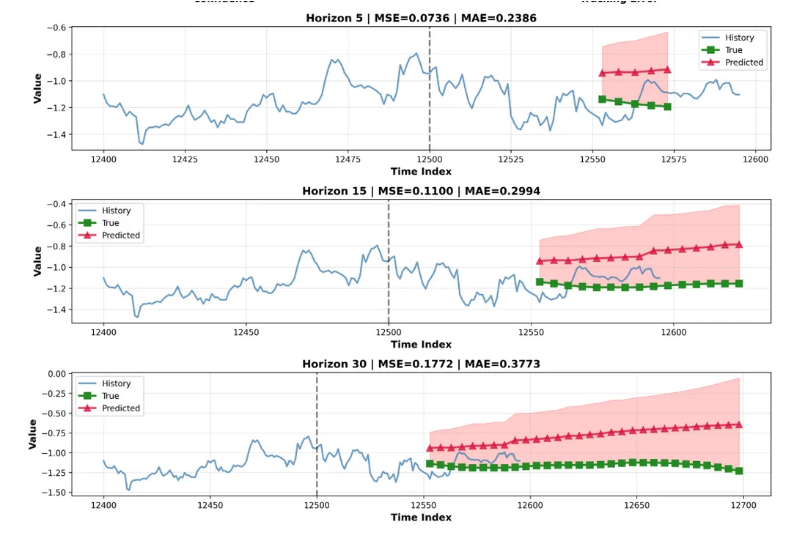 Horizon 5 | MSE=0.0736 | MAE=0.2386
Value
−0.6
−0.8
−1.0
−1.2
−1.4
History
True
Predicted
12400 12425 12450 12475 12500 12525 12550 12575 12600
Time Index
Horizon 15 | MSE=0.1100 | MAE=0.2994
Value
−0.4
−0.6
−0.8
−1.0
−1.2
−1.4
History
True
Predicted
12400 12450 12500 12550 12600
Time Index
Horizon 30 | MSE=0.1772 | MAE=0.3773
Value
0.00
−0.25
−0.50
−0.75
−1.00
−1.25
−1.50
History
True
Predicted
12400 12450 12500 12550 12600 12650 12700
Time Index